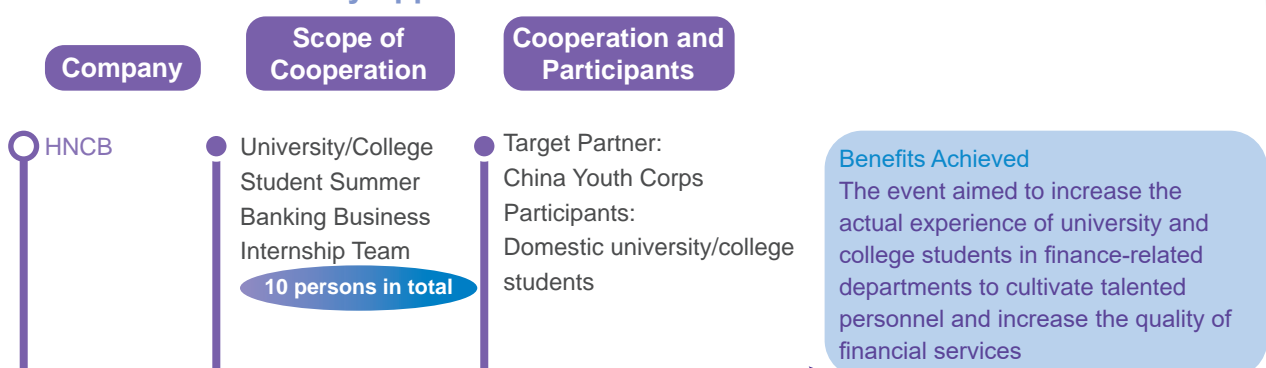 Company
Scope of
Cooperation
Cooperation and
Participants
HNCB
University/College
Student Summer
Banking Business
Internship Team
10 persons in total
Target Partner:
China Youth Corps
Participants:
Domestic university/college
students
Benefits Achieved
The event aimed to increase the
actual experience of university and
college students in finance-related
departments to cultivate talented
personnel and increase the quality of
financial services